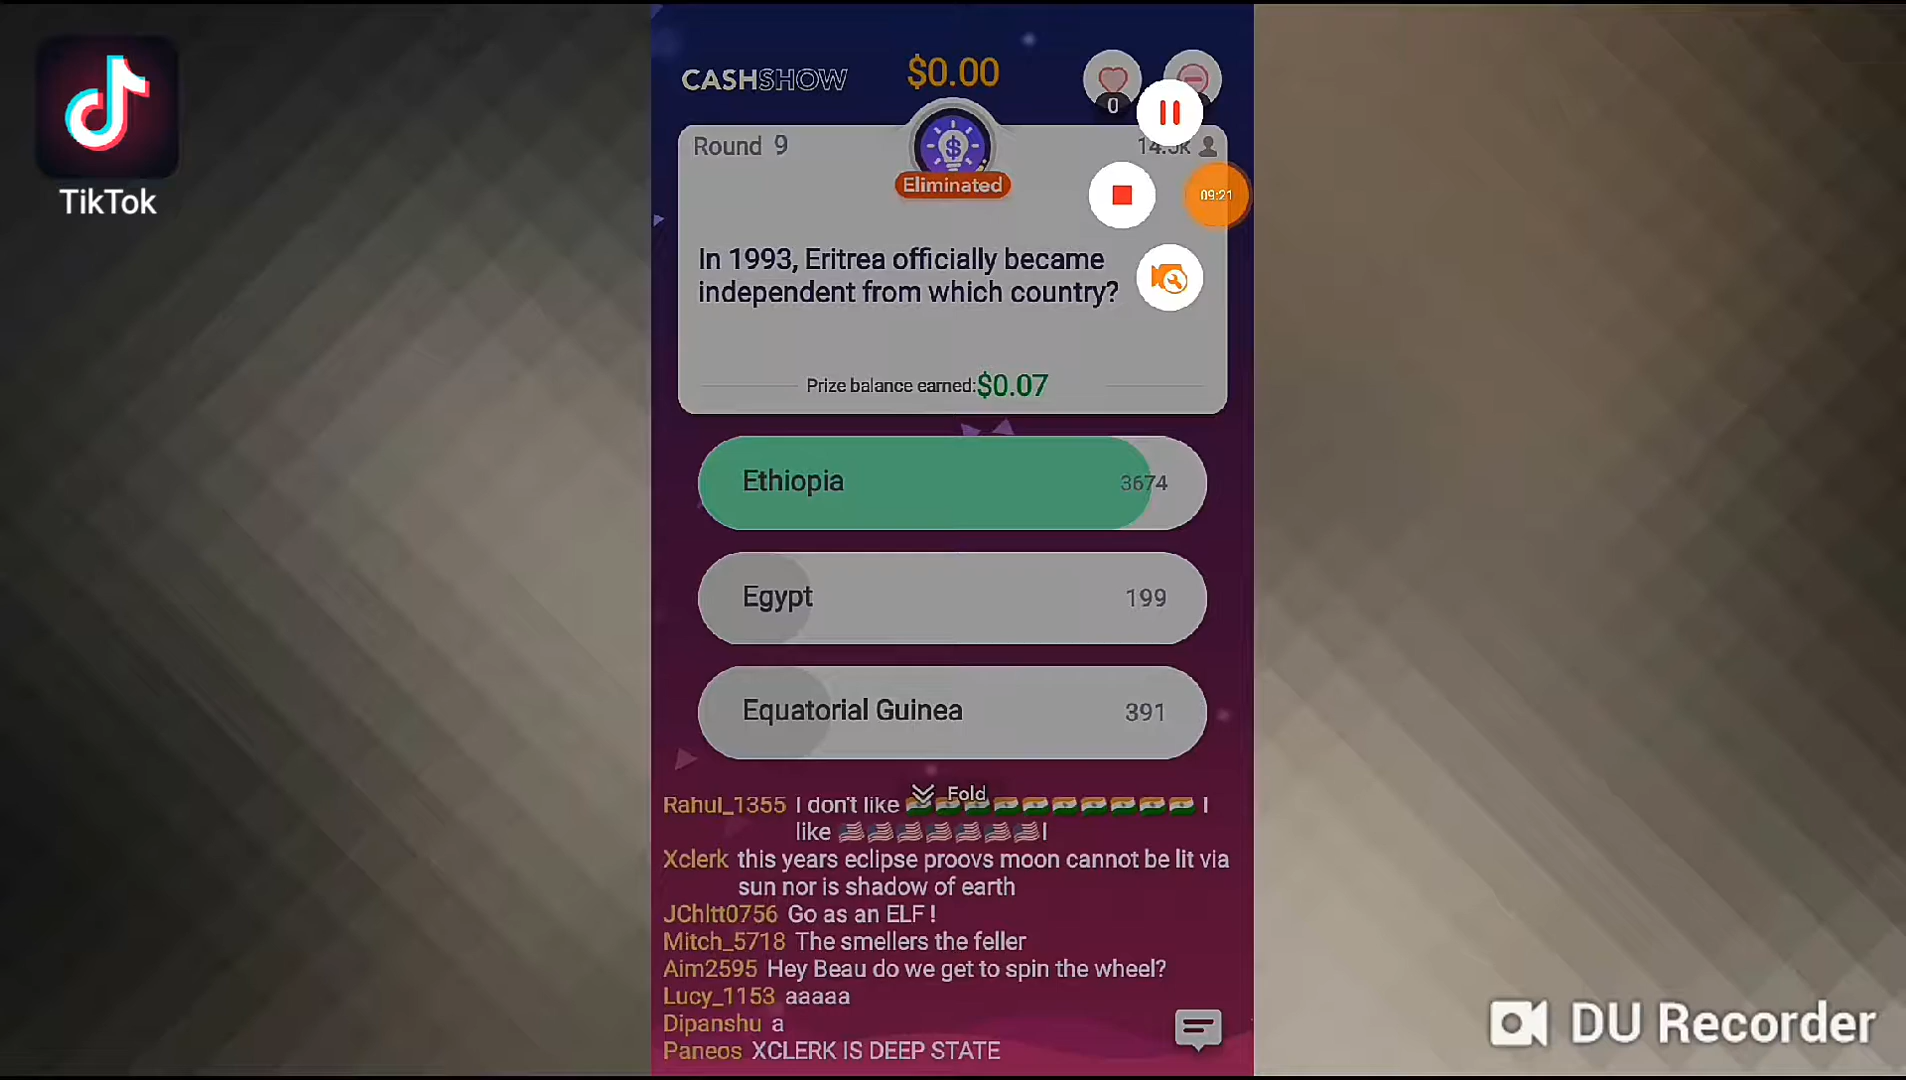 TikTok
CASHSHOW
$0.00
0
Round 9
Eliminated
09:21
In 1993, Eritrea officially became
independent from which country?
Prize balance earned:$0.07
Ethiopia 3674
Egypt 199
Equatorial Guinea 391
Fold
Rahul_1355 I don't like I
like I
Xclerk this years eclipse proovs moon cannot be lit via
sun nor is shadow of earth
JChltt0756 Go as an ELF !
Mitch_5718 The smellers the feller
Aim2595 Hey Beau do we get to spin the wheel?
Lucy_1153 aaaaa
Dipanshu a
Paneos XCLERK IS DEEP STATE
DU Recorder